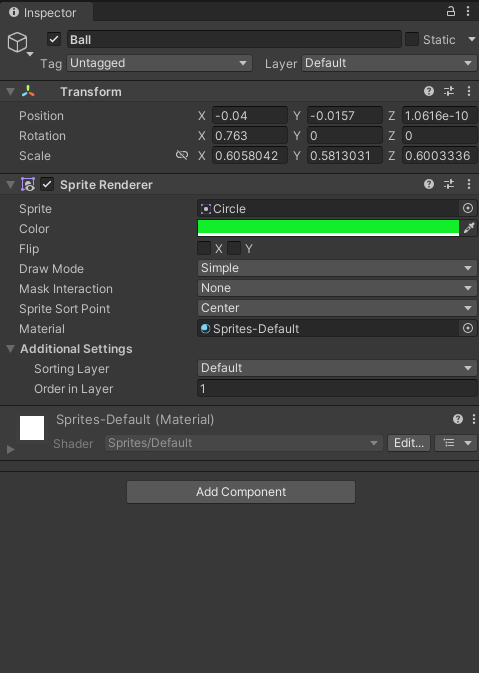 Inspector
Ball
Static
Tag Untagged Layer Default
Transform
Position X -0.04 Y -0.0157 Z 1.0616e-10
Rotation X 0.763 Y 0 Z 0
Scale X 0.6058042 Y 0.5813031 Z 0.6003336
Sprite Renderer
Sprite Circle
Color
Flip X Y
Draw Mode Simple
Mask Interaction None
Sprite Sort Point Center
Material Sprites-Default
Additional Settings
Sorting Layer Default
Order in Layer 1
Sprites-Default (Material)
Shader Sprites/Default Edit...
Add Component